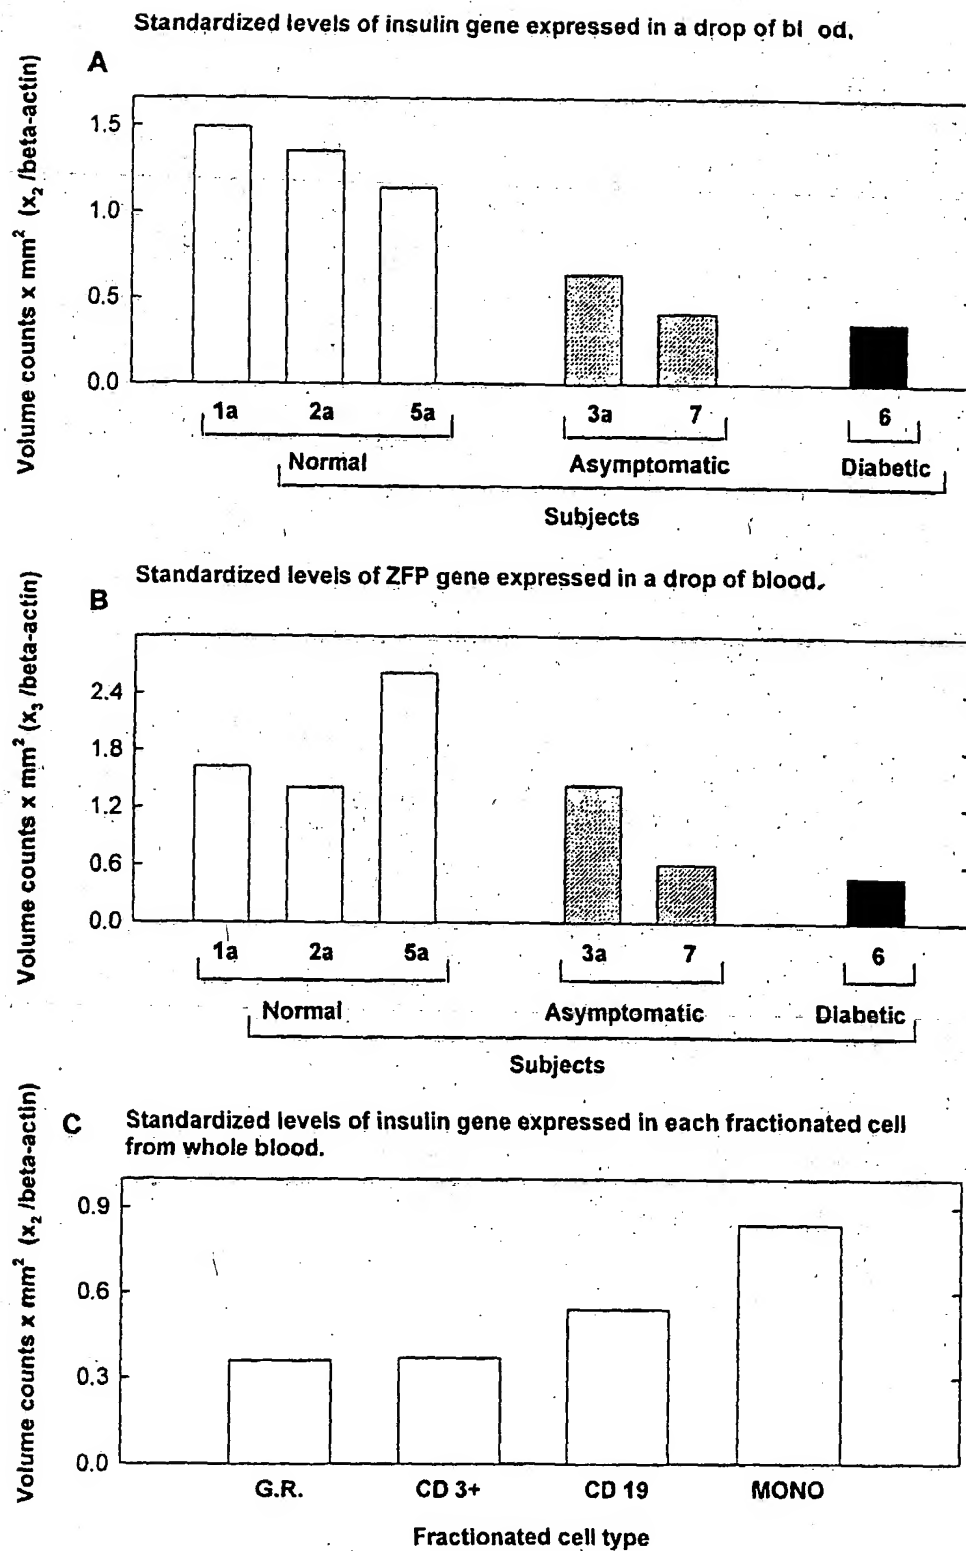 Standardized levels of insulin gene expressed in a drop of bl od.
A
Volume counts x mm² (x₂ /beta-actin)
1.5
1.0
0.5
0.0
1a 2a 5a 3a 7 6
Normal Asymptomatic Diabetic
Subjects
Standardized levels of ZFP gene expressed in a drop of blood.
B
Volume counts x mm² (x₃ /beta-actin)
2.4
1.8
1.2
0.6
0.0
1a 2a 5a 3a 7 6
Normal Asymptomatic Diabetic
Subjects
C Standardized levels of insulin gene expressed in each fractionated cell
from whole blood.
Volume counts x mm² (x₂ /beta-actin)
0.9
0.6
0.3
0.0
G.R. CD 3+ CD 19 MONO
Fractionated cell type